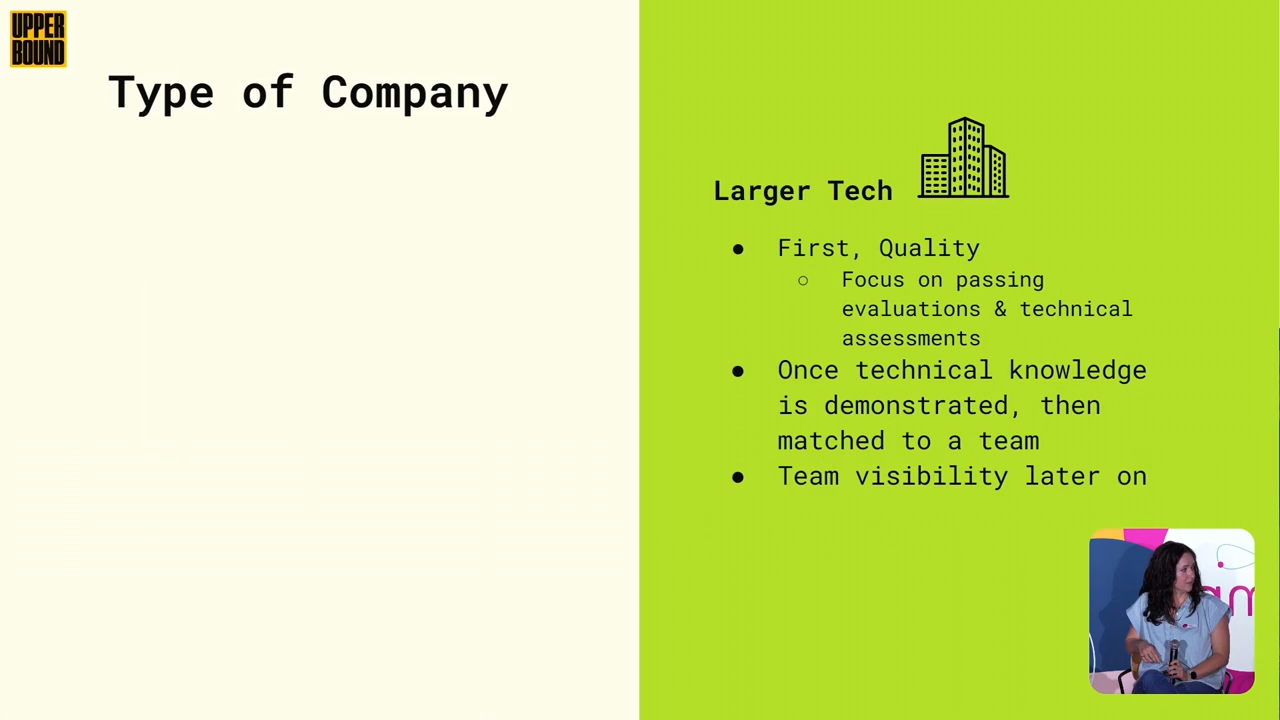 UPPER
BOUND
Type of Company
Larger Tech
● First, Quality
○ Focus on passing
evaluations & technical
assessments
● Once technical knowledge
is demonstrated, then
matched to a team
● Team visibility later on
am